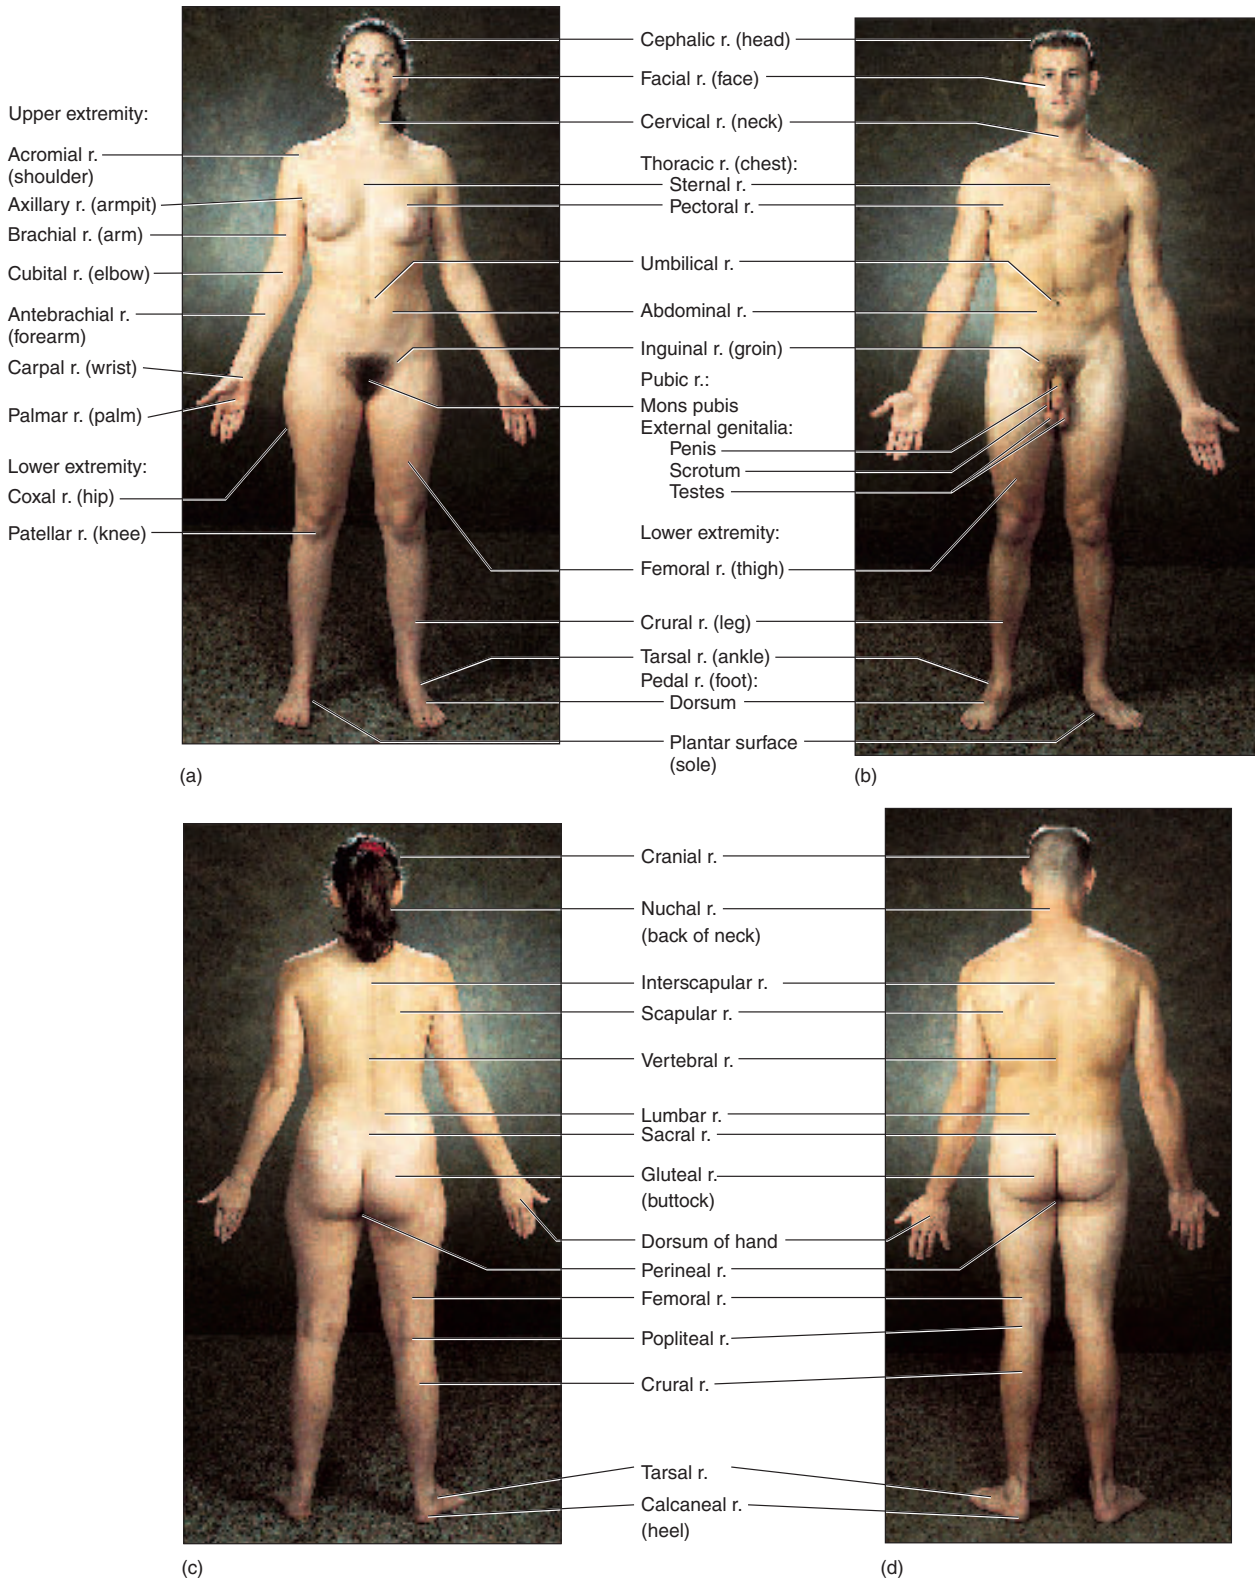 Upper extremity:
Acromial r.
(shoulder)
Axillary r. (armpit)
Brachial r. (arm)
Cubital r. (elbow)
Antebrachial r.
(forearm)
Carpal r. (wrist)
Palmar r. (palm)
Lower extremity:
Coxal r. (hip)
Patellar r. (knee)
Cephalic r. (head)
Facial r. (face)
Cervical r. (neck)
Thoracic r. (chest):
Sternal r.
Pectoral r.
Umbilical r.
Abdominal r.
Inguinal r. (groin)
Pubic r.:
Mons pubis
External genitalia:
Penis
Scrotum
Testes
Lower extremity:
Femoral r. (thigh)
Crural r. (leg)
Tarsal r. (ankle)
Pedal r. (foot):
Dorsum
Plantar surface
(sole)
(a)
(b)
Cranial r.
Nuchal r.
(back of neck)
Interscapular r.
Scapular r.
Vertebral r.
Lumbar r.
Sacral r.
Gluteal r.
(buttock)
Dorsum of hand
Perineal r.
Femoral r.
Popliteal r.
Crural r.
Tarsal r.
Calcaneal r.
(heel)
(c)
(d)